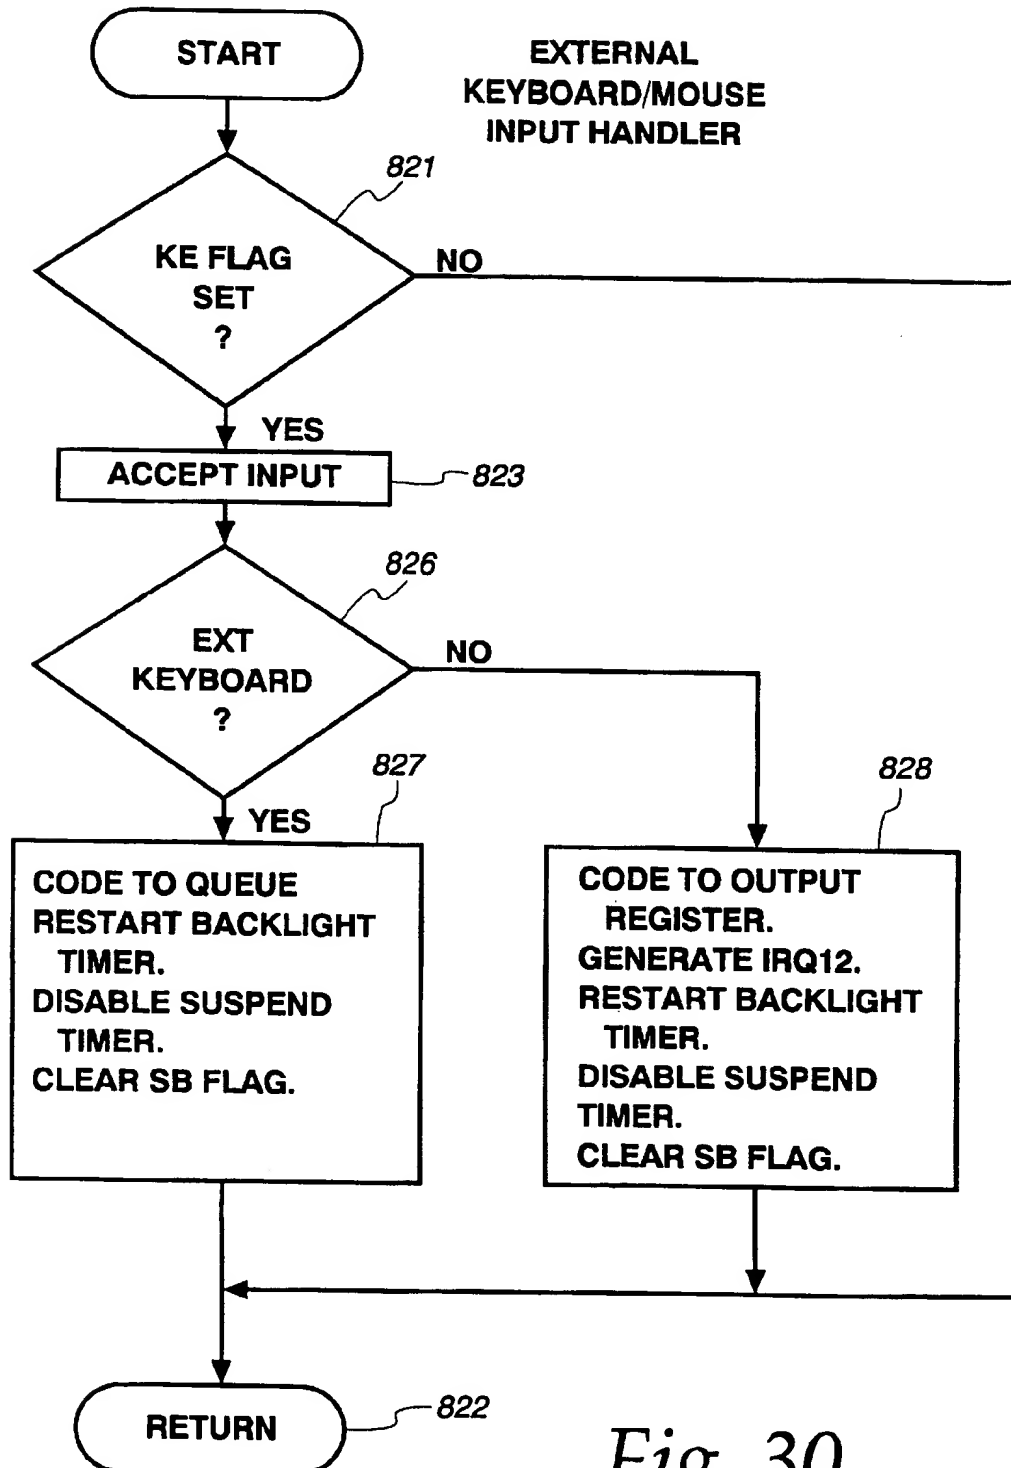 START
EXTERNAL
KEYBOARD/MOUSE
INPUT HANDLER
821
KE FLAG
SET
?
NO
YES
ACCEPT INPUT
823
826
EXT
KEYBOARD
?
NO
827
YES
828
CODE TO QUEUE
RESTART BACKLIGHT
TIMER.
DISABLE SUSPEND
TIMER.
CLEAR SB FLAG.
CODE TO OUTPUT
REGISTER.
GENERATE IRQ12.
RESTART BACKLIGHT
TIMER.
DISABLE SUSPEND
TIMER.
CLEAR SB FLAG.
RETURN
822
Fig. 30